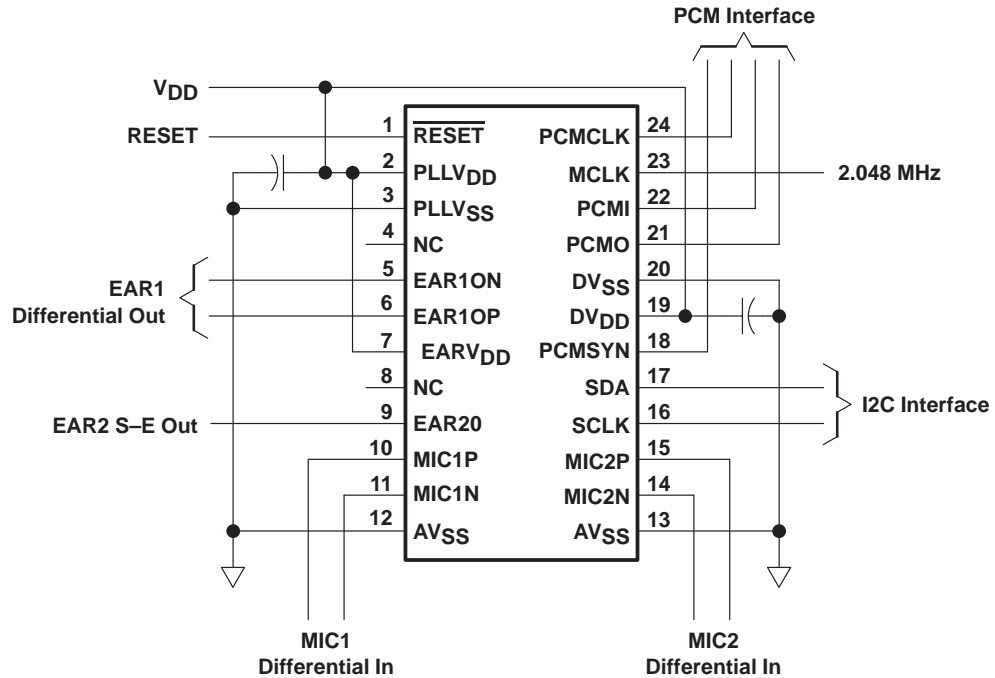 PCM Interface
VDD
RESET
1 RESET PCMCLK 24
2 PLLVDD MCLK 23 2.048 MHz
3 PLLVSS PCMI 22
4 NC PCMO 21
5 EAR1ON DVSS 20
EAR1
Differential Out
6 EAR1OP DVDD 19
7 EARVDD PCMSYN 18
8 NC SDA 17
I2C Interface
EAR2 S–E Out 9 EAR20 SCLK 16
10 MIC1P MIC2P 15
11 MIC1N MIC2N 14
12 AVSS AVSS 13
MIC1
Differential In
MIC2
Differential In